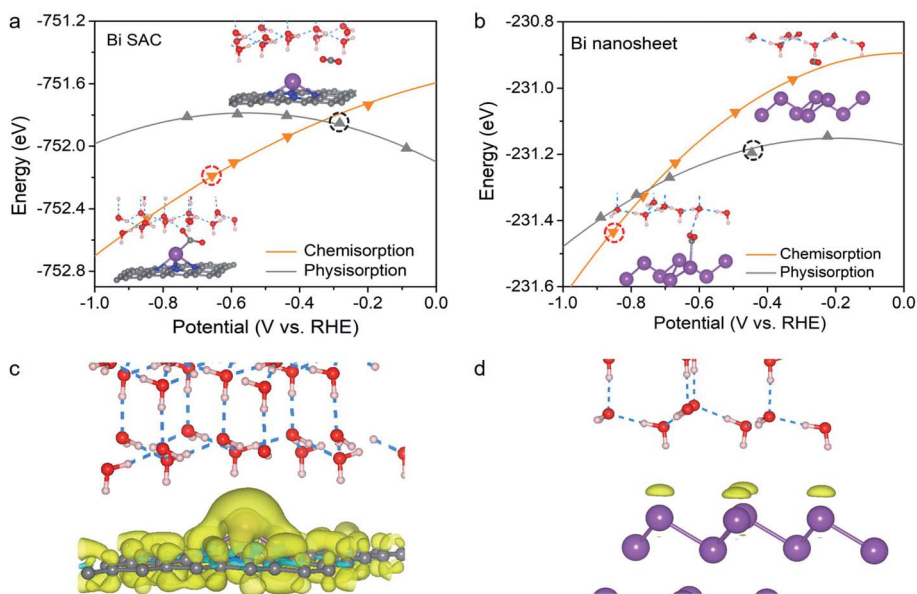 a
Bi SAC
Energy (eV)
-751.2
-751.6
-752.0
-752.4
-752.8
Chemisorption
Physisorption
-1.0 -0.8 -0.6 -0.4 -0.2 0.0
Potential (V vs. RHE)
b
Bi nanosheet
Energy (eV)
-230.8
-231.0
-231.2
-231.4
-231.6
Chemisorption
Physisorption
-1.0 -0.8 -0.6 -0.4 -0.2 0.0
Potential (V vs. RHE)
c
d